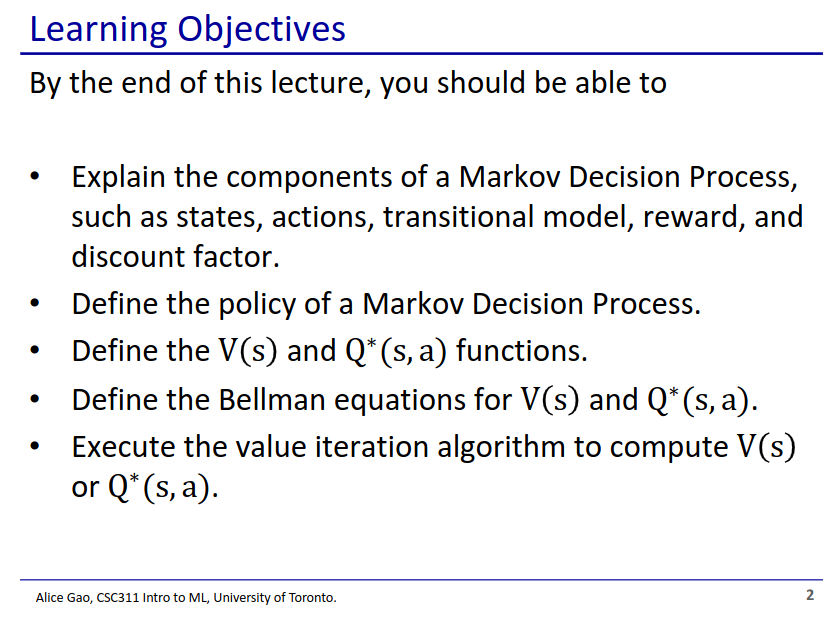 Learning Objectives
By the end of this lecture, you should be able to
• Explain the components of a Markov Decision Process,
such as states, actions, transitional model, reward, and
discount factor.
• Define the policy of a Markov Decision Process.
• Define the V(s) and Q*(s, a) functions.
• Define the Bellman equations for V(s) and Q*(s, a).
• Execute the value iteration algorithm to compute V(s)
or Q*(s, a).
Alice Gao, CSC311 Intro to ML, University of Toronto.
2